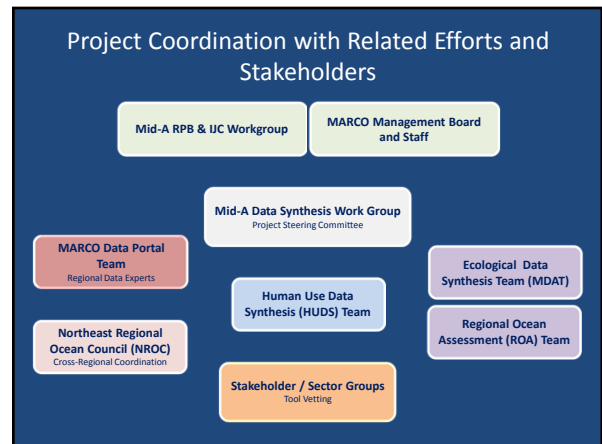 Project Coordination with Related Efforts and
Stakeholders
Mid-A RPB & IJC Workgroup
MARCO Management Board
and Staff
Mid-A Data Synthesis Work Group
Project Steering Committee
MARCO Data Portal
Team
Regional Data Experts
Ecological Data
Synthesis Team (MDAT)
Human Use Data
Synthesis (HUDS) Team
Northeast Regional
Ocean Council (NROC)
Cross-Regional Coordination
Regional Ocean
Assessment (ROA) Team
Stakeholder / Sector Groups
Tool Vetting